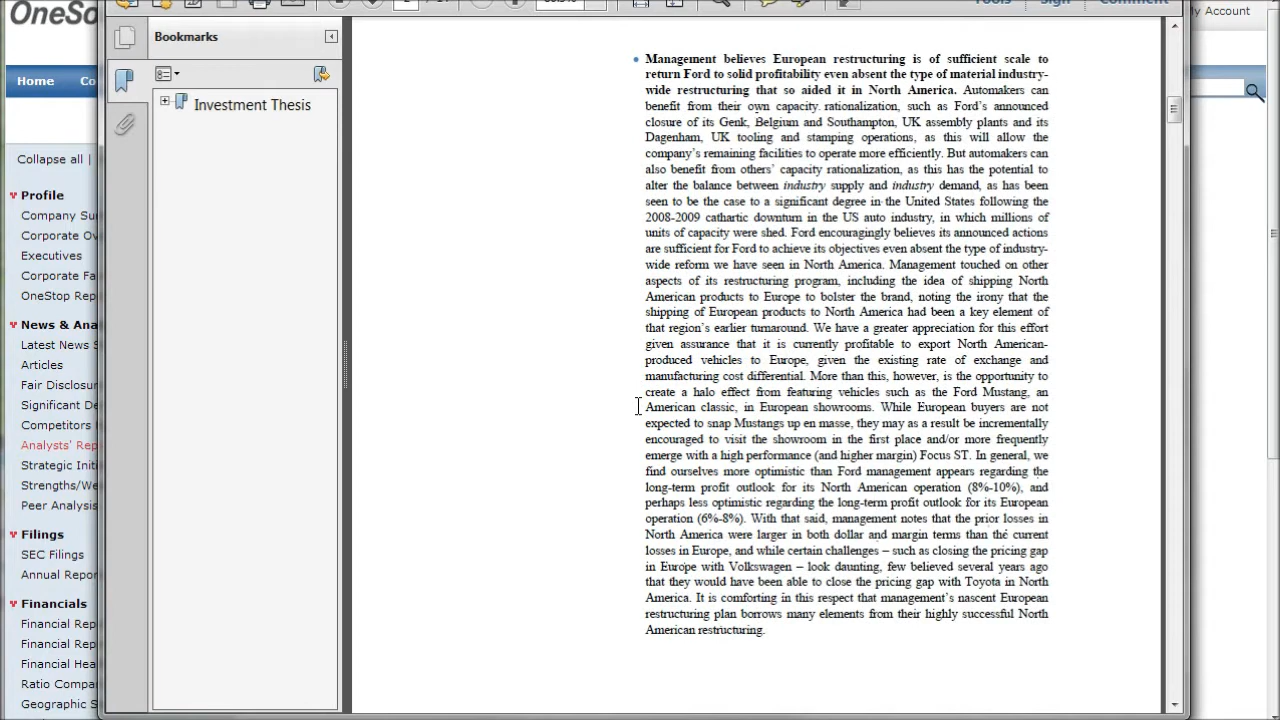 OneSo
Tools Sign Comment
My Account
Bookmarks
Home Co
Investment Thesis
Collapse all |
Profile
Company Su
Corporate Ov
Executives
Corporate Fa
OneStop Rep
News & Ana
Latest News S
Articles
Fair Disclosu
Significant De
Competitors
Analysts' Rep
Strategic Initi
Strengths/We
Peer Analysis
Filings
SEC Filings
Annual Repor
Financials
Financial Rep
Financial Rep
Financial Hea
Ratio Compa
Geographic S
• Management believes European restructuring is of sufficient scale to
return Ford to solid profitability even absent the type of material industry-
wide restructuring that so aided it in North America. Automakers can
benefit from their own capacity rationalization, such as Ford's announced
closure of its Genk, Belgium and Southampton, UK assembly plants and its
Dagenham, UK tooling and stamping operations, as this will allow the
company's remaining facilities to operate more efficiently. But automakers can
also benefit from others' capacity rationalization, as this has the potential to
alter the balance between industry supply and industry demand, as has been
seen to be the case to a significant degree in the United States following the
2008-2009 cathartic downturn in the US auto industry, in which millions of
units of capacity were shed. Ford encouragingly believes its announced actions
are sufficient for Ford to achieve its objectives even absent the type of industry-
wide reform we have seen in North America. Management touched on other
aspects of its restructuring program, including the idea of shipping North
American products to Europe to bolster the brand, noting the irony that the
shipping of European products to North America had been a key element of
that region's earlier turnaround. We have a greater appreciation for this effort
given assurance that it is currently profitable to export North American-
produced vehicles to Europe, given the existing rate of exchange and
manufacturing cost differential. More than this, however, is the opportunity to
create a halo effect from featuring vehicles such as the Ford Mustang, an
American classic, in European showrooms. While European buyers are not
expected to snap Mustangs up en masse, they may as a result be incrementally
encouraged to visit the showroom in the first place and/or more frequently
emerge with a high performance (and higher margin) Focus ST. In general, we
find ourselves more optimistic than Ford management appears regarding the
long-term profit outlook for its North American operation (8%-10%), and
perhaps less optimistic regarding the long-term profit outlook for its European
operation (6%-8%). With that said, management notes that the prior losses in
North America were larger in both dollar and margin terms than the current
losses in Europe, and while certain challenges – such as closing the pricing gap
in Europe with Volkswagen – look daunting, few believed several years ago
that they would have been able to close the pricing gap with Toyota in North
America. It is comforting in this respect that management's nascent European
restructuring plan borrows many elements from their highly successful North
American restructuring.